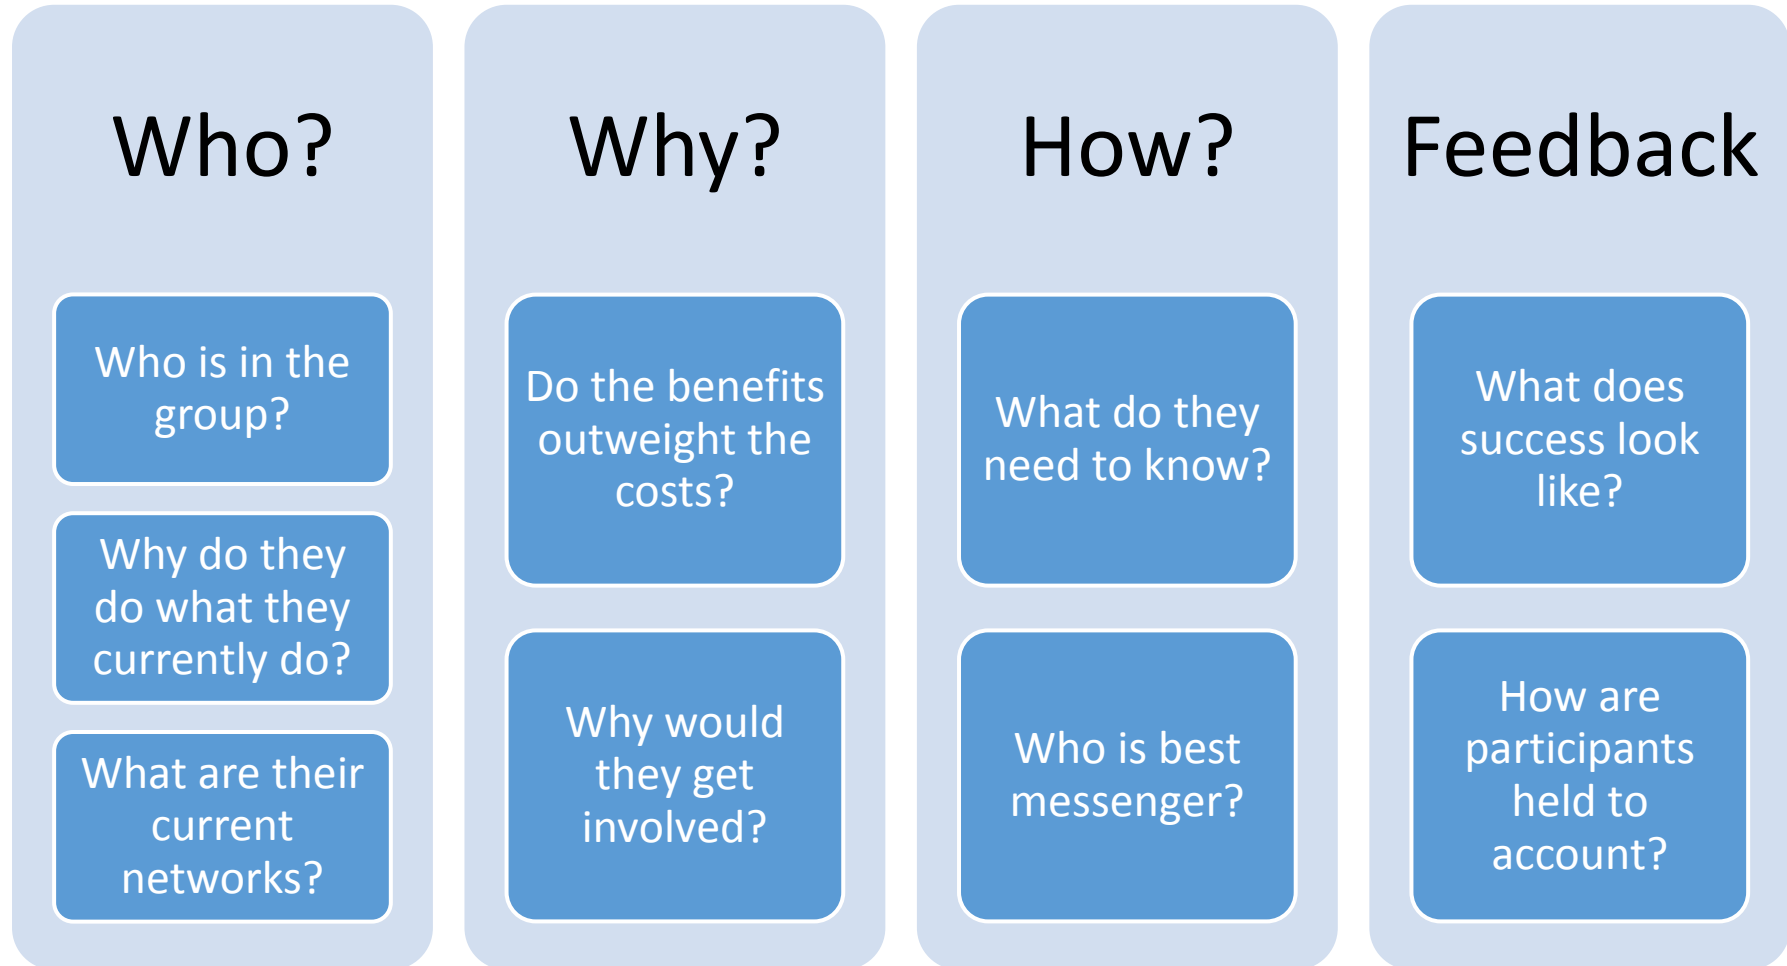 Who?
Who is in the
group?
Why do they
do what they
currently do?
What are their
current
networks?
Why?
Do the benefits
outweight the
costs?
Why would
they get
involved?
How?
What do they
need to know?
Who is best
messenger?
Feedback
What does
success look
like?
How are
participants
held to
account?